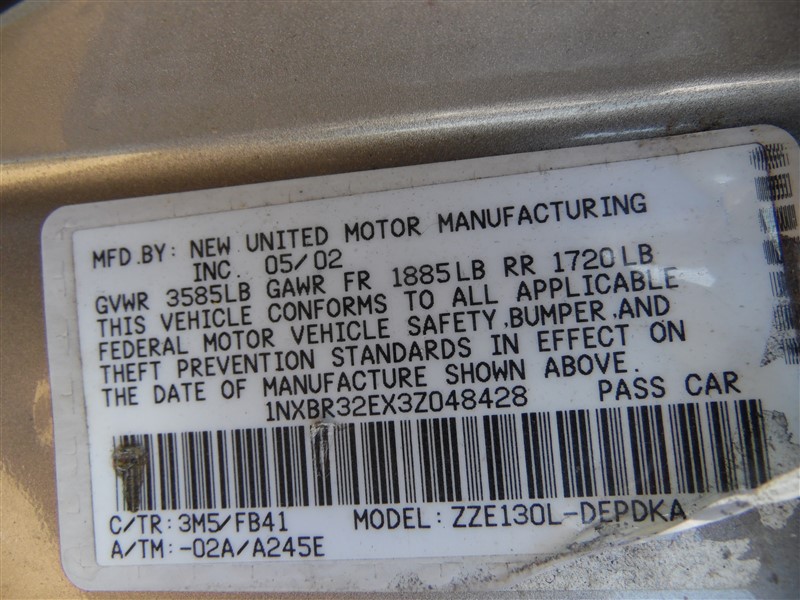 MFD.BY: NEW UNITED MOTOR MANUFACTURING
INC. 05/02
GVWR 3585LB GAWR FR 1885LB RR 1720LB
THIS VEHICLE CONFORMS TO ALL APPLICABLE
FEDERAL MOTOR VEHICLE SAFETY,BUMPER,AND
THEFT PREVENTION STANDARDS IN EFFECT ON
THE DATE OF MANUFACTURE SHOWN ABOVE.
1NXBR32EX3Z048428 PASS CAR
C/TR: 3M5/FB41 MODEL: ZZE130L-DEPDKA
A/TM: -02A/A245E